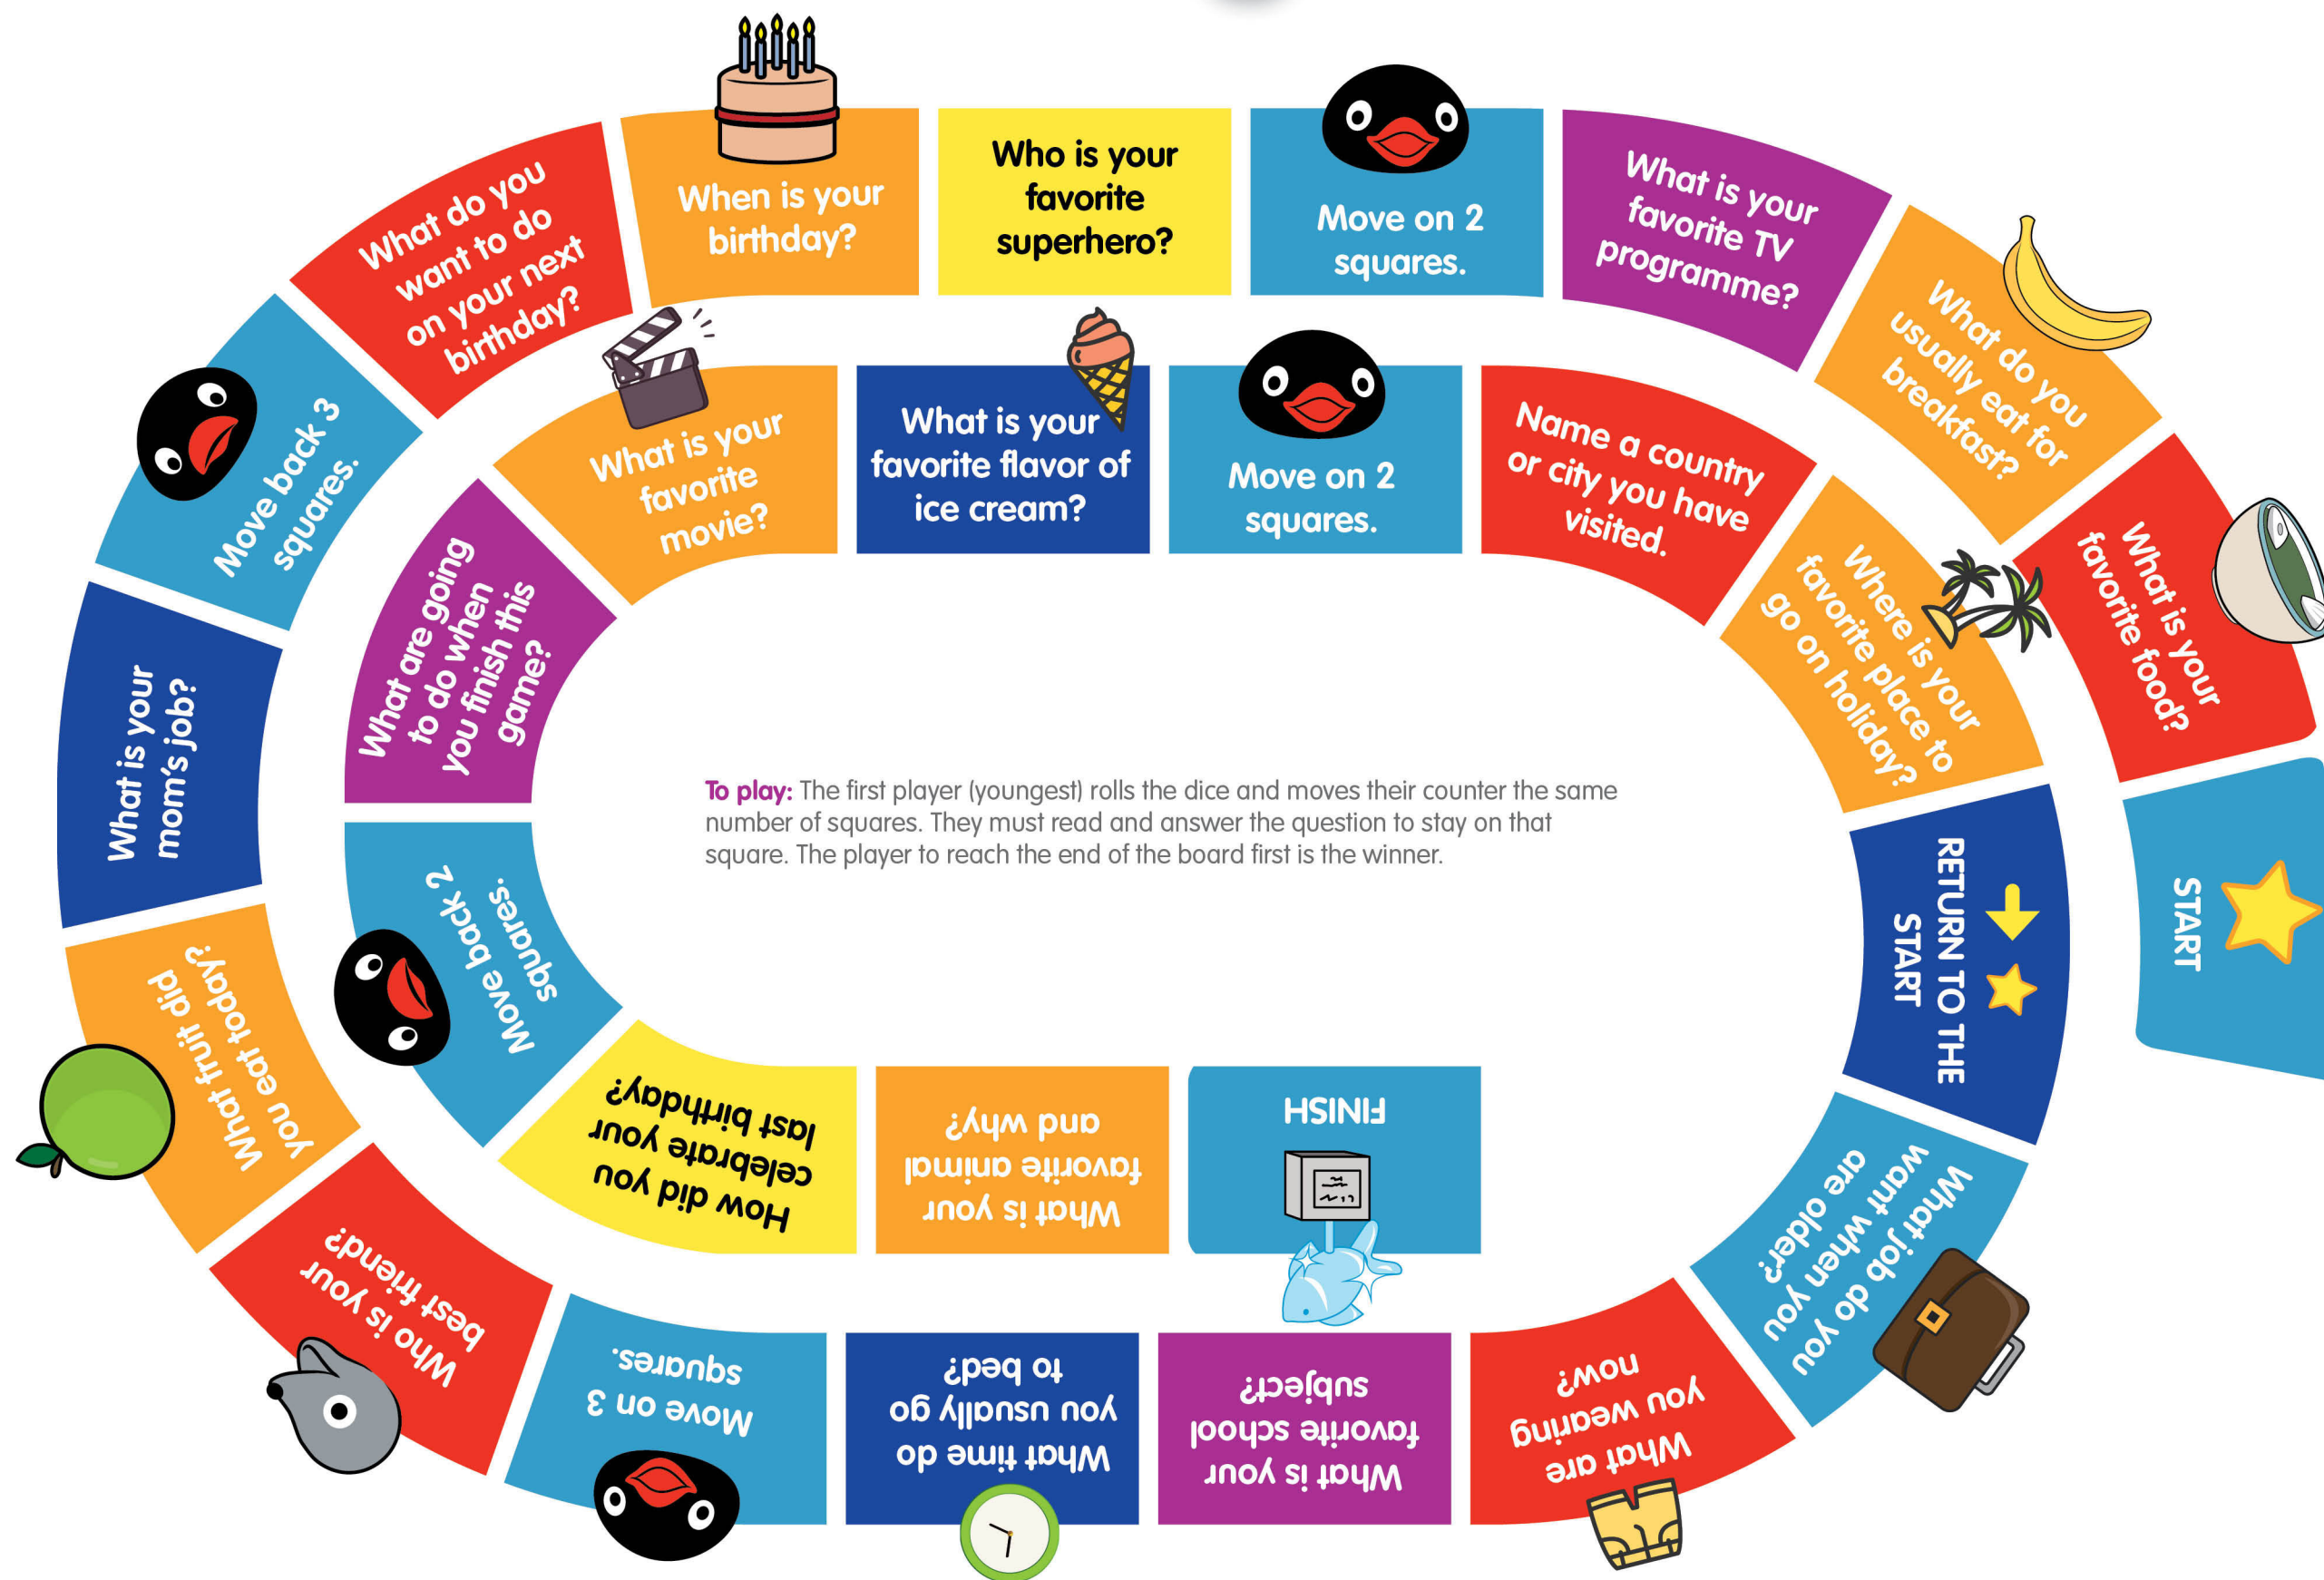 START
What is your
favorite food?
What do you
usually eat for
breakfast?
What is your
favorite TV
programme?
Move on 2
squares.
Who is your
favorite
superhero?
When is your
birthday?
What do you
want to do
on your next
birthday?
Move back 3
squares.
What is your
mom's job?
What fruit did
you eat today?
Who is your
best friend?
Move on 3
squares.
What time do
you usually go
to bed?
What is your
favorite school
subject?
What are
you wearing
now?
What job do you
want when you
are older?
RETURN TO THE
START
Where is your
favorite place to
go on holiday?
Name a country
or city you have
visited.
Move on 2
squares.
What is your
favorite flavor of
ice cream?
What is your
favorite
movie?
What are going
to do when
you finish this
game?
Move back 2
squares.
How did you
celebrate your
last birthday?
What is your
favorite animal
and why?
FINISH
To play: The first player (youngest) rolls the dice and moves their counter the same
number of squares. They must read and answer the question to stay on that
square. The player to reach the end of the board first is the winner.